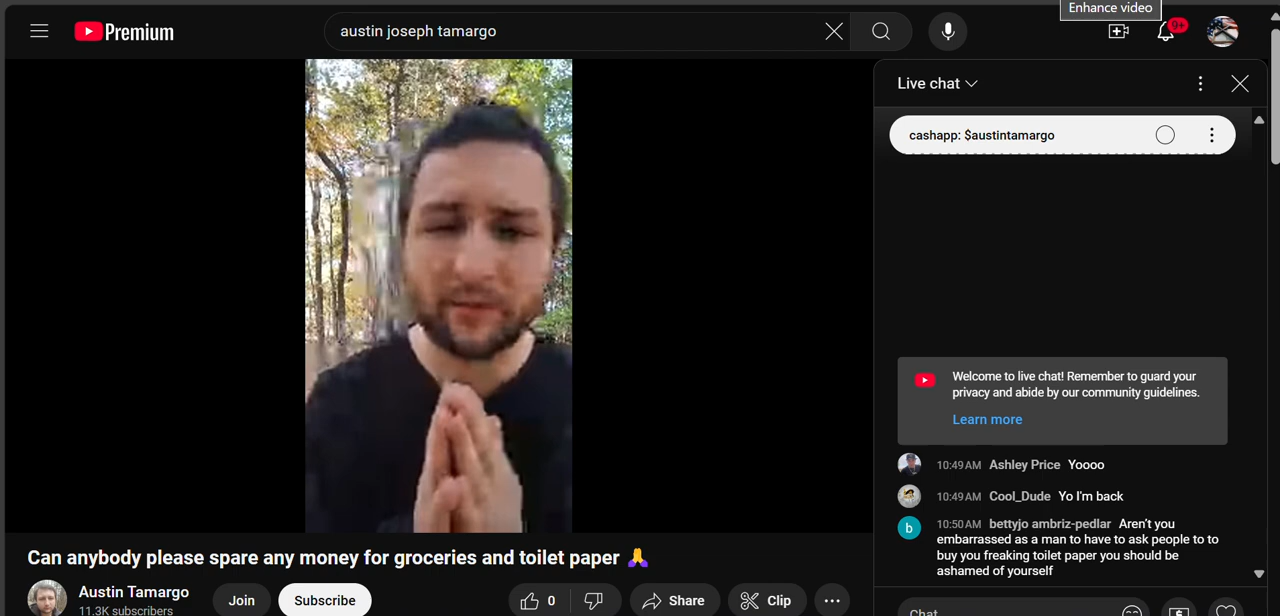 Enhance video
Premium
austin joseph tamargo
9+
Live chat
cashapp: $austintamargo
Welcome to live chat! Remember to guard your
privacy and abide by our community guidelines.
Learn more
10:49 AM Ashley Price Yoooo
10:49 AM Cool_Dude Yo I'm back
b
10:50 AM bettyjo ambriz-pedlar Aren't you
embarrassed as a man to have to ask people to to
buy you freaking toilet paper you should be
ashamed of yourself
Can anybody please spare any money for groceries and toilet paper 🙏
Austin Tamargo
11.3K subscribers
Join
Subscribe
0
Share
Clip
Chat
$